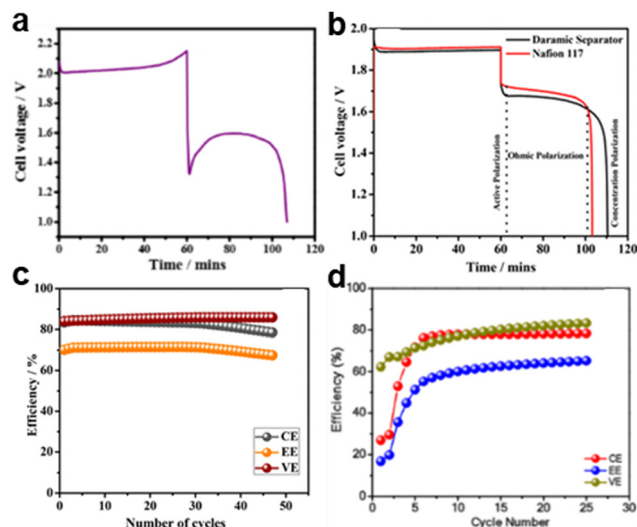 a
Cell voltage / V
2.2
2.0
1.8
1.6
1.4
1.2
1.0
0 20 40 60 80 100 120
Time / mins
b
Cell voltage / V
2.0
1.8
1.6
1.4
1.2
1.0
Daramic Separator
Nafion 117
Active Polarization
Ohmic Polarization
Concentration Polarization
0 20 40 60 80 100 120
Time / mins
c
Efficiency / %
100
80
60
40
20
0
CE
EE
VE
0 10 20 30 40 50
Number of cycles
d
Efficiency (%)
100
80
60
40
20
0
CE
EE
VE
0 5 10 15 20 25 30
Cycle Number